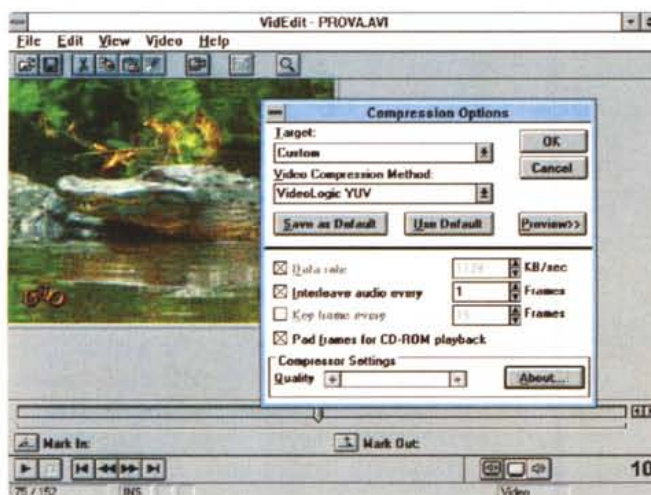 VidEdit - PROVA.AVI
File Edit View Video Help
Compression Options
Target:
Custom
OK
Cancel
Video Compression Method:
VideoLogic YUV
Save as Default Use Default Preview>>
Data rate KB/sec
Interleave audio every 1 Frames
Key frame every 15 Frames
Pad frames for CD-ROM playback
Compressor Settings
Quality About...
Mark In: Mark Out:
10
75 / 152 INS Video